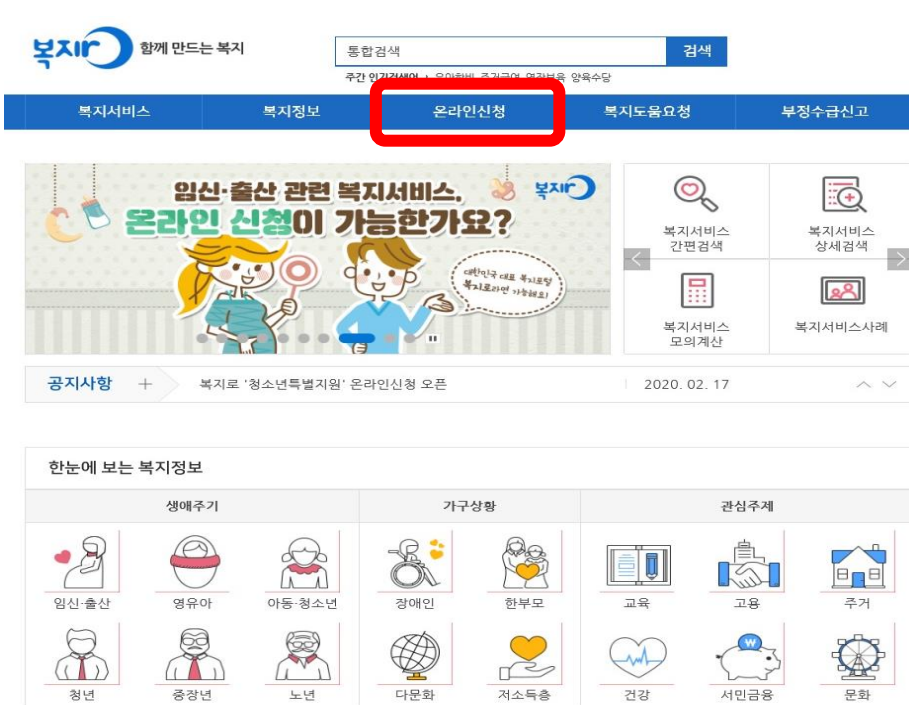 복지로 함께 만드는 복지
통합검색 검색
주간 양육수당
복지서비스 복지정보 온라인신청 복지도움요청 부정수급신고
임신·출산 관련 복지서비스,
온라인 신청이 가능한가요?
복지로
대한민국 대표 복지포털
복지로라면 가능해요!
복지서비스
간편검색
복지서비스
상세검색
복지서비스
모의계산
복지서비스사례
공지사항 + 복지로 '청소년특별지원' 온라인신청 오픈 2020. 02. 17
한눈에 보는 복지정보
생애주기 가구상황 관심주제
임신·출산 영유아 아동·청소년 장애인 한부모 교육 고용 주거
W
청년 중장년 노년 다문화 저소득층 건강 서민금융 문화